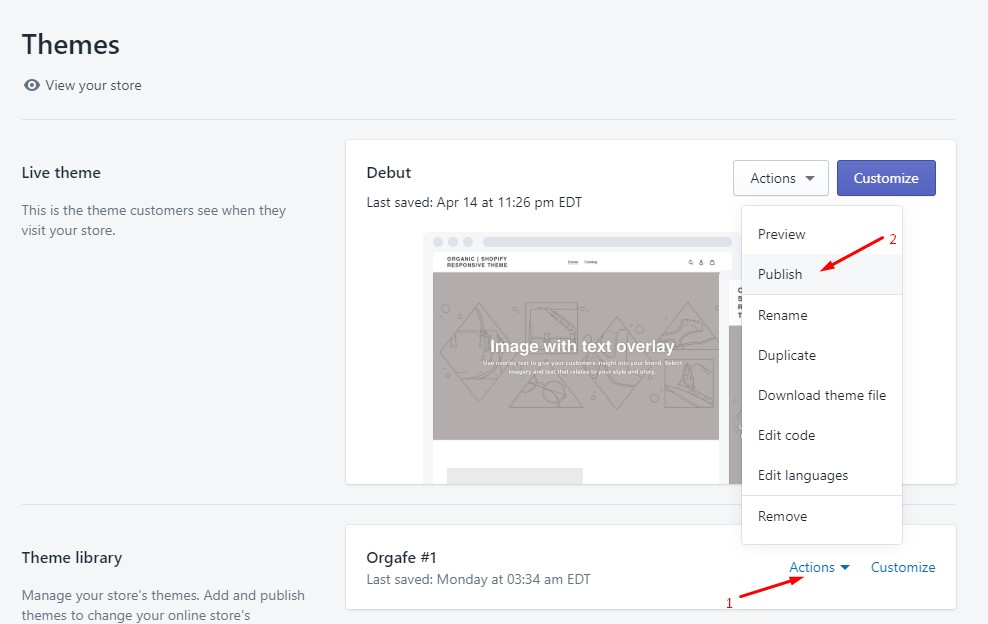 Themes
View your store
Live theme
This is the theme customers see when they
visit your store.
Debut
Last saved: Apr 14 at 11:26 pm EDT
Actions
Customize
ORGANIC | SHOPIFY
RESPONSIVE THEME
Home Catalog
Image with text overlay
Use overlay text to give your customers insight into your brand. Select
imagery and text that relates to your style and story.
Preview
2
Publish
Rename
Duplicate
Download theme file
Edit code
Edit languages
Remove
Theme library
Manage your store's themes. Add and publish
themes to change your online store's
Orgafe #1
Last saved: Monday at 03:34 am EDT
Actions
Customize
1